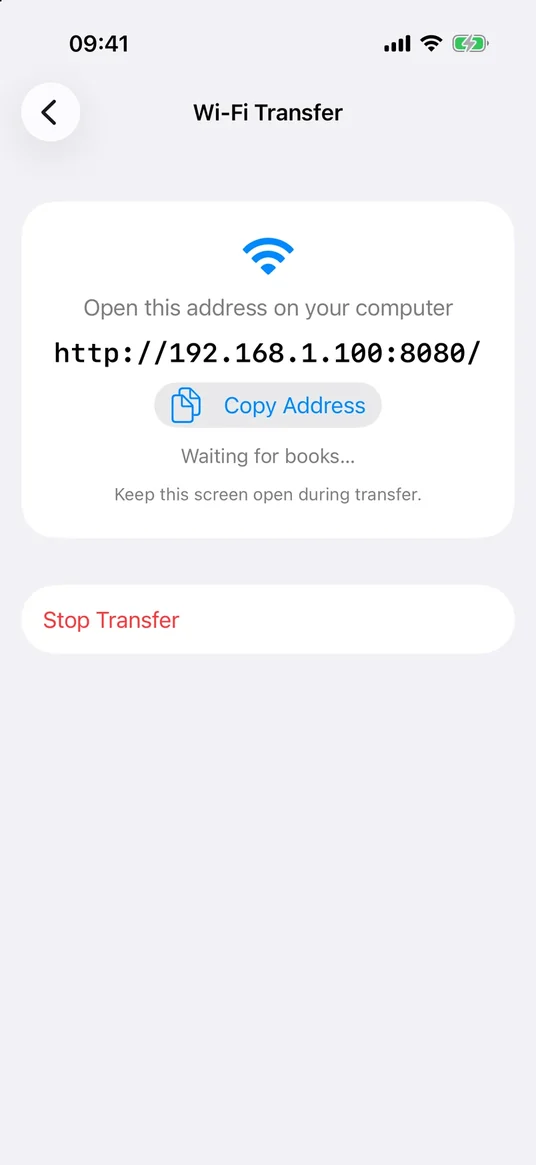 09:41
Wi-Fi Transfer
Open this address on your computer
http://192.168.1.100:8080/
Copy Address
Waiting for books...
Keep this screen open during transfer.
Stop Transfer